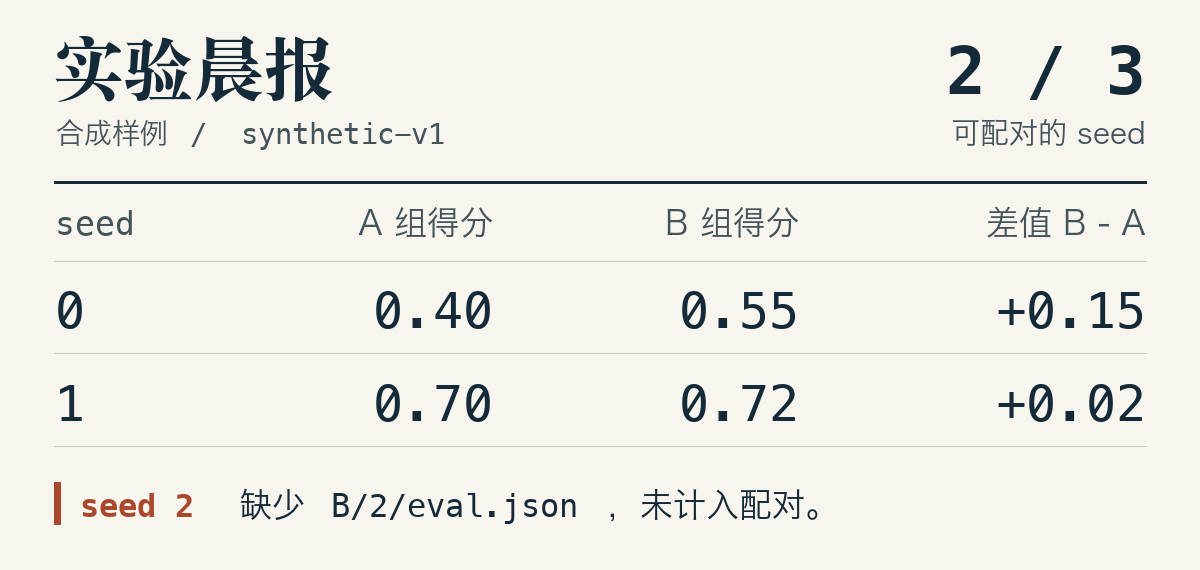 实验晨报
2 / 3
合成样例 / synthetic–v1
可配对的 seed
seed A 组得分 B 组得分 差值 B - A
0 0.40 0.55 +0.15
1 0.70 0.72 +0.02
seed 2 缺少 B/2/eval.json ，未计入配对。